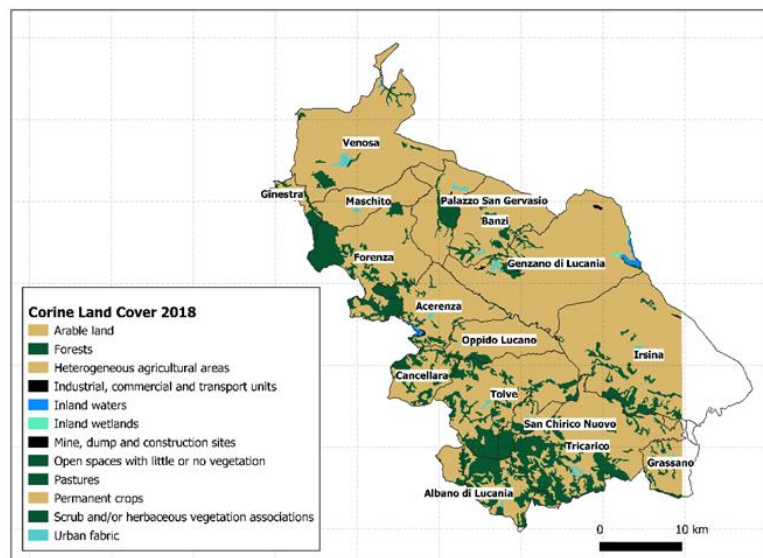 Venosa
Ginestra
Maschito
Palazzo San Gervasio
Banzi
Forenza
Genzano di Lucania
Acerenza
Oppido Lucano
Irsina
Cancellara
Tolve
San Chirico Nuovo
Tricarico
Grassano
Albano di Lucania
Corine Land Cover 2018
Arable land
Forests
Heterogeneous agricultural areas
Industrial, commercial and transport units
Inland waters
Inland wetlands
Mine, dump and construction sites
Open spaces with little or no vegetation
Pastures
Permanent crops
Scrub and/or herbaceous vegetation associations
Urban fabric
0 10 km